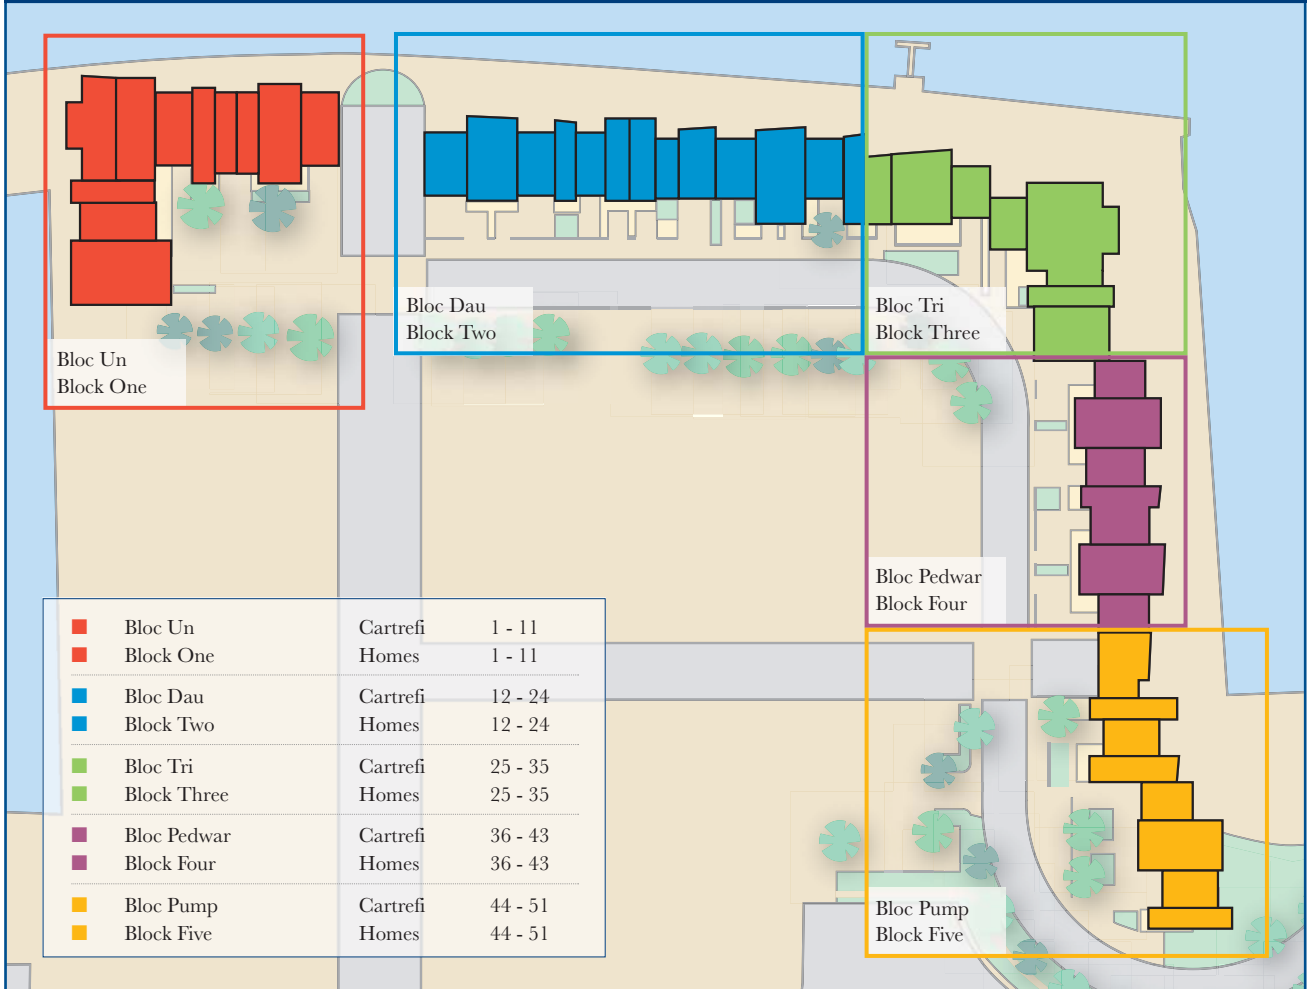 Bloc Dau
Block Two
Bloc Tri
Block Three
Bloc Un
Block One
Bloc Pedwar
Block Four
Bloc Un Cartrefi 1 - 11
Block One Homes 1 - 11
Bloc Dau Cartrefi 12 - 24
Block Two Homes 12 - 24
Bloc Tri Cartrefi 25 - 35
Block Three Homes 25 - 35
Bloc Pedwar Cartrefi 36 - 43
Block Four Homes 36 - 43
Bloc Pump Cartrefi 44 - 51
Block Five Homes 44 - 51
Bloc Pump
Block Five